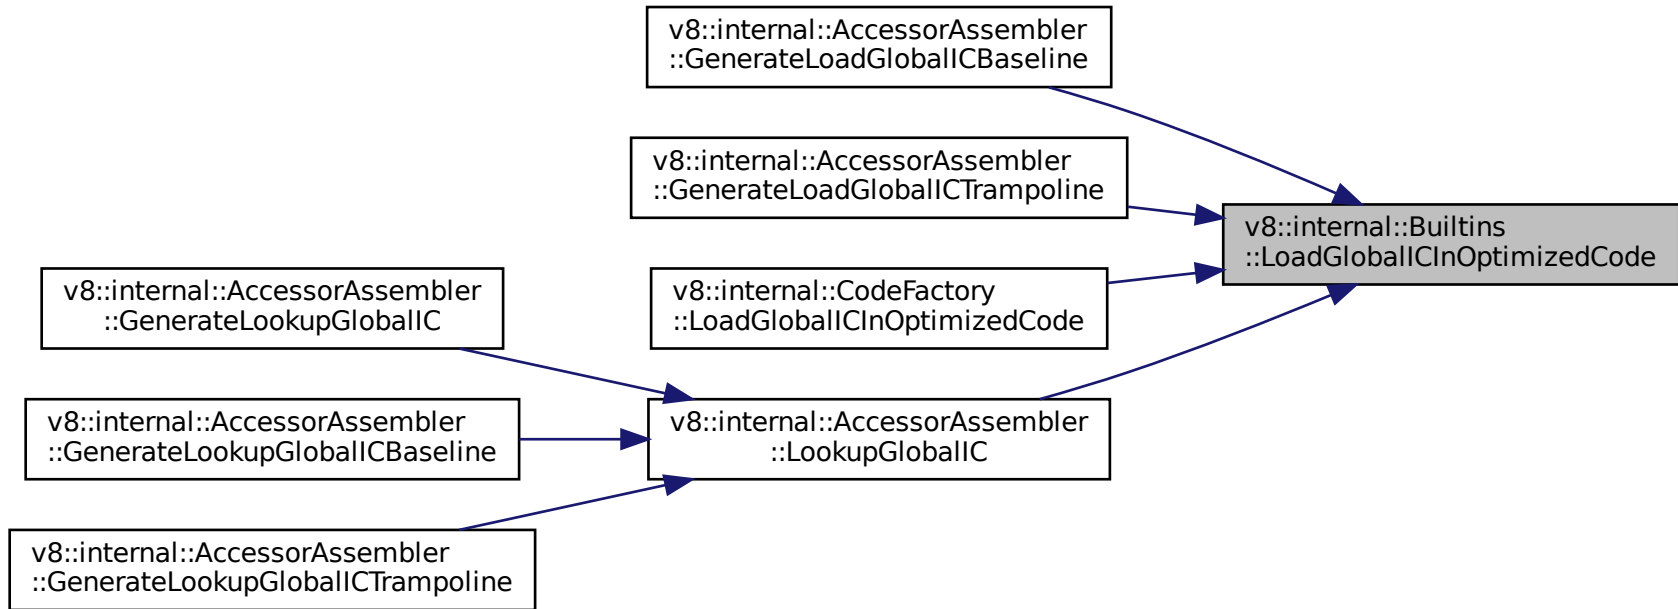 v8::internal::AccessorAssembler
::GenerateLoadGlobalICBaseline
v8::internal::AccessorAssembler
::GenerateLoadGlobalICTrampoline
v8::internal::Builtins
::LoadGlobalICInOptimizedCode
v8::internal::AccessorAssembler
::GenerateLookupGlobalIC
v8::internal::CodeFactory
::LoadGlobalICInOptimizedCode
v8::internal::AccessorAssembler
::GenerateLookupGlobalICBaseline
v8::internal::AccessorAssembler
::LookupGlobalIC
v8::internal::AccessorAssembler
::GenerateLookupGlobalICTrampoline